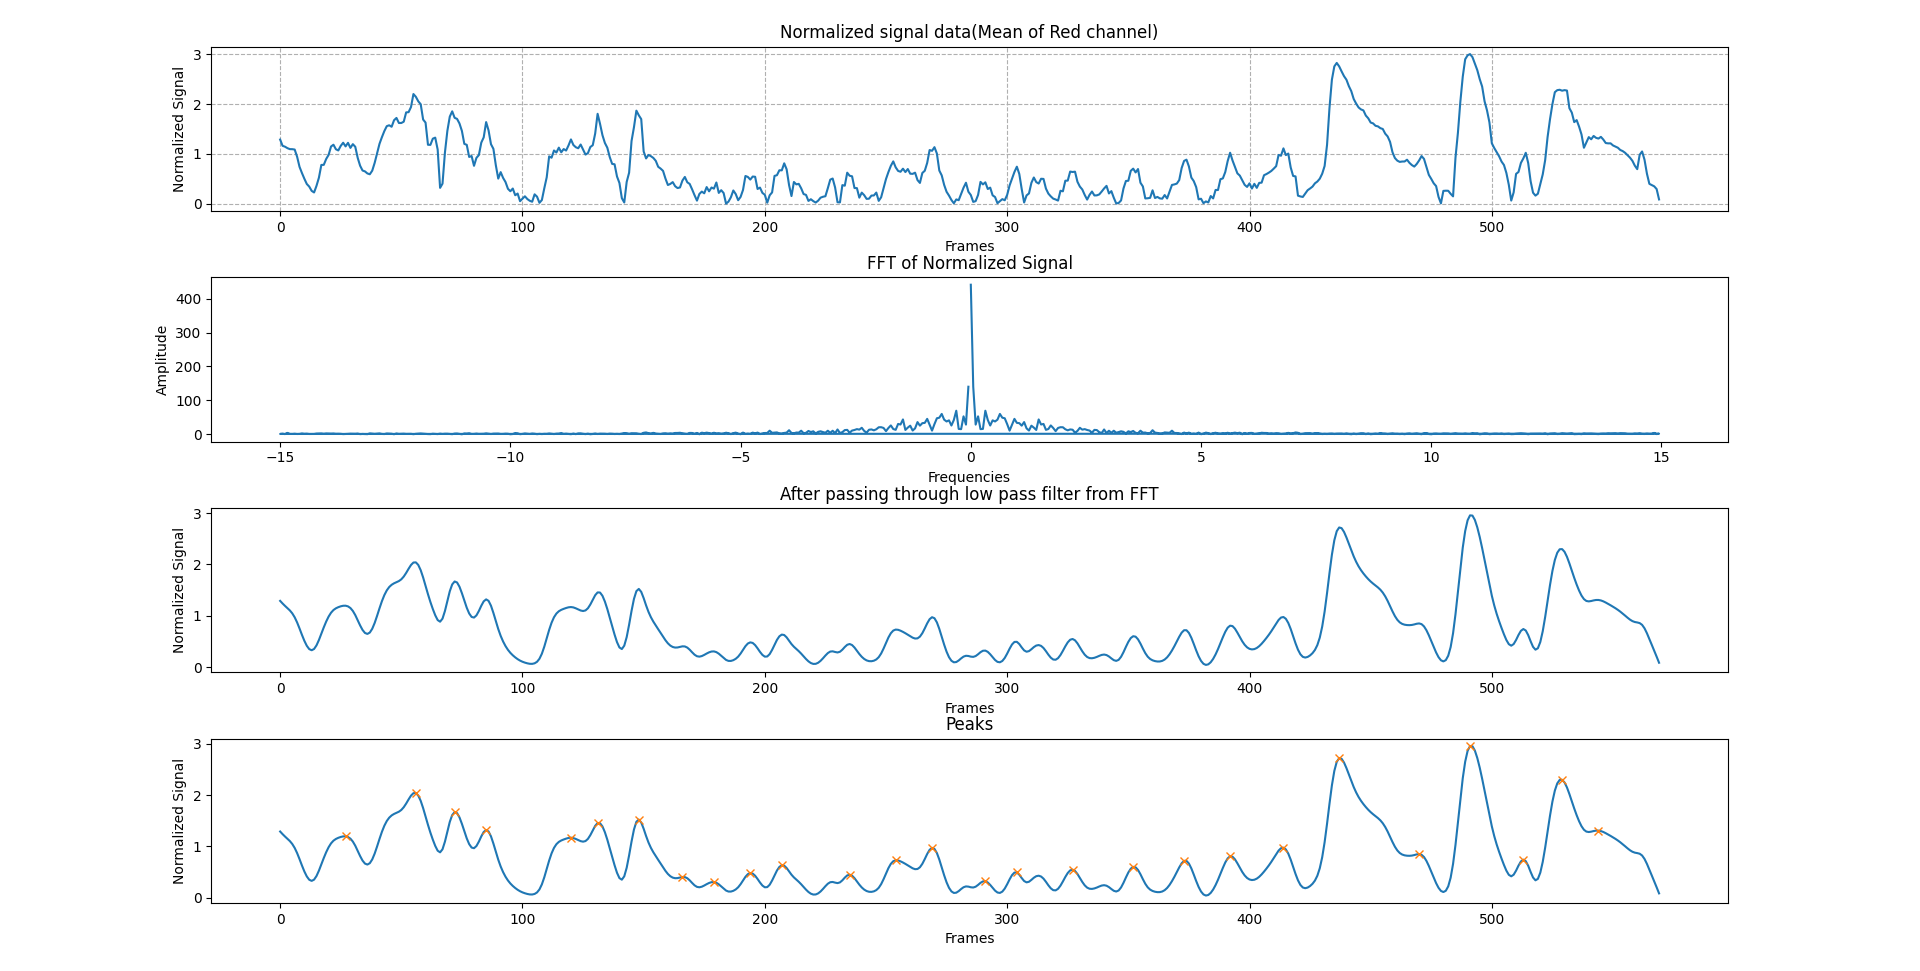 Normalized signal data(Mean of Red channel)
3
2
1
0
Normalized Signal
0 100 200 300 400 500
Frames
FFT of Normalized Signal
400
300
200
100
0
Amplitude
−15 −10 −5 0 5 10 15
Frequencies
After passing through low pass filter from FFT
3
2
1
0
Normalized Signal
0 100 200 300 400 500
Frames
Peaks
3
2
1
0
Normalized Signal
0 100 200 300 400 500
Frames